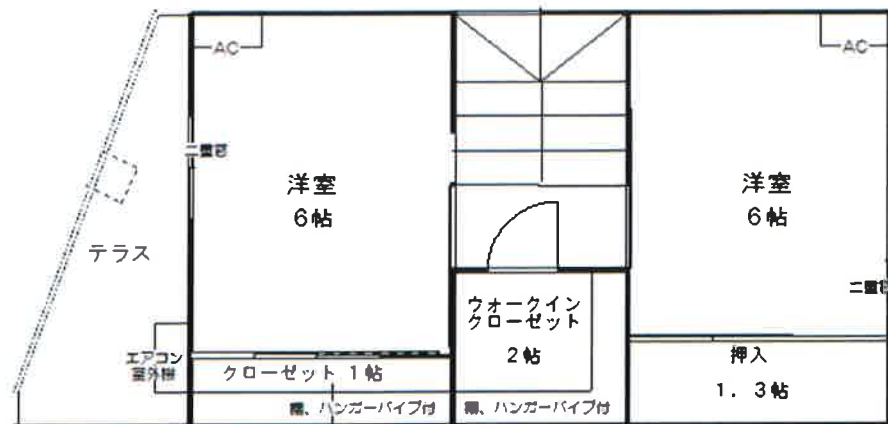 AC
AC
二重窓
洋室
6帖
洋室
6帖
テラス
二重窓
ウォークイン
クローゼット
2帖
エアコン
室外機
クローゼット 1帖
押入
1．3帖
棚、ハンガーパイプ付
棚、ハンガーパイプ付